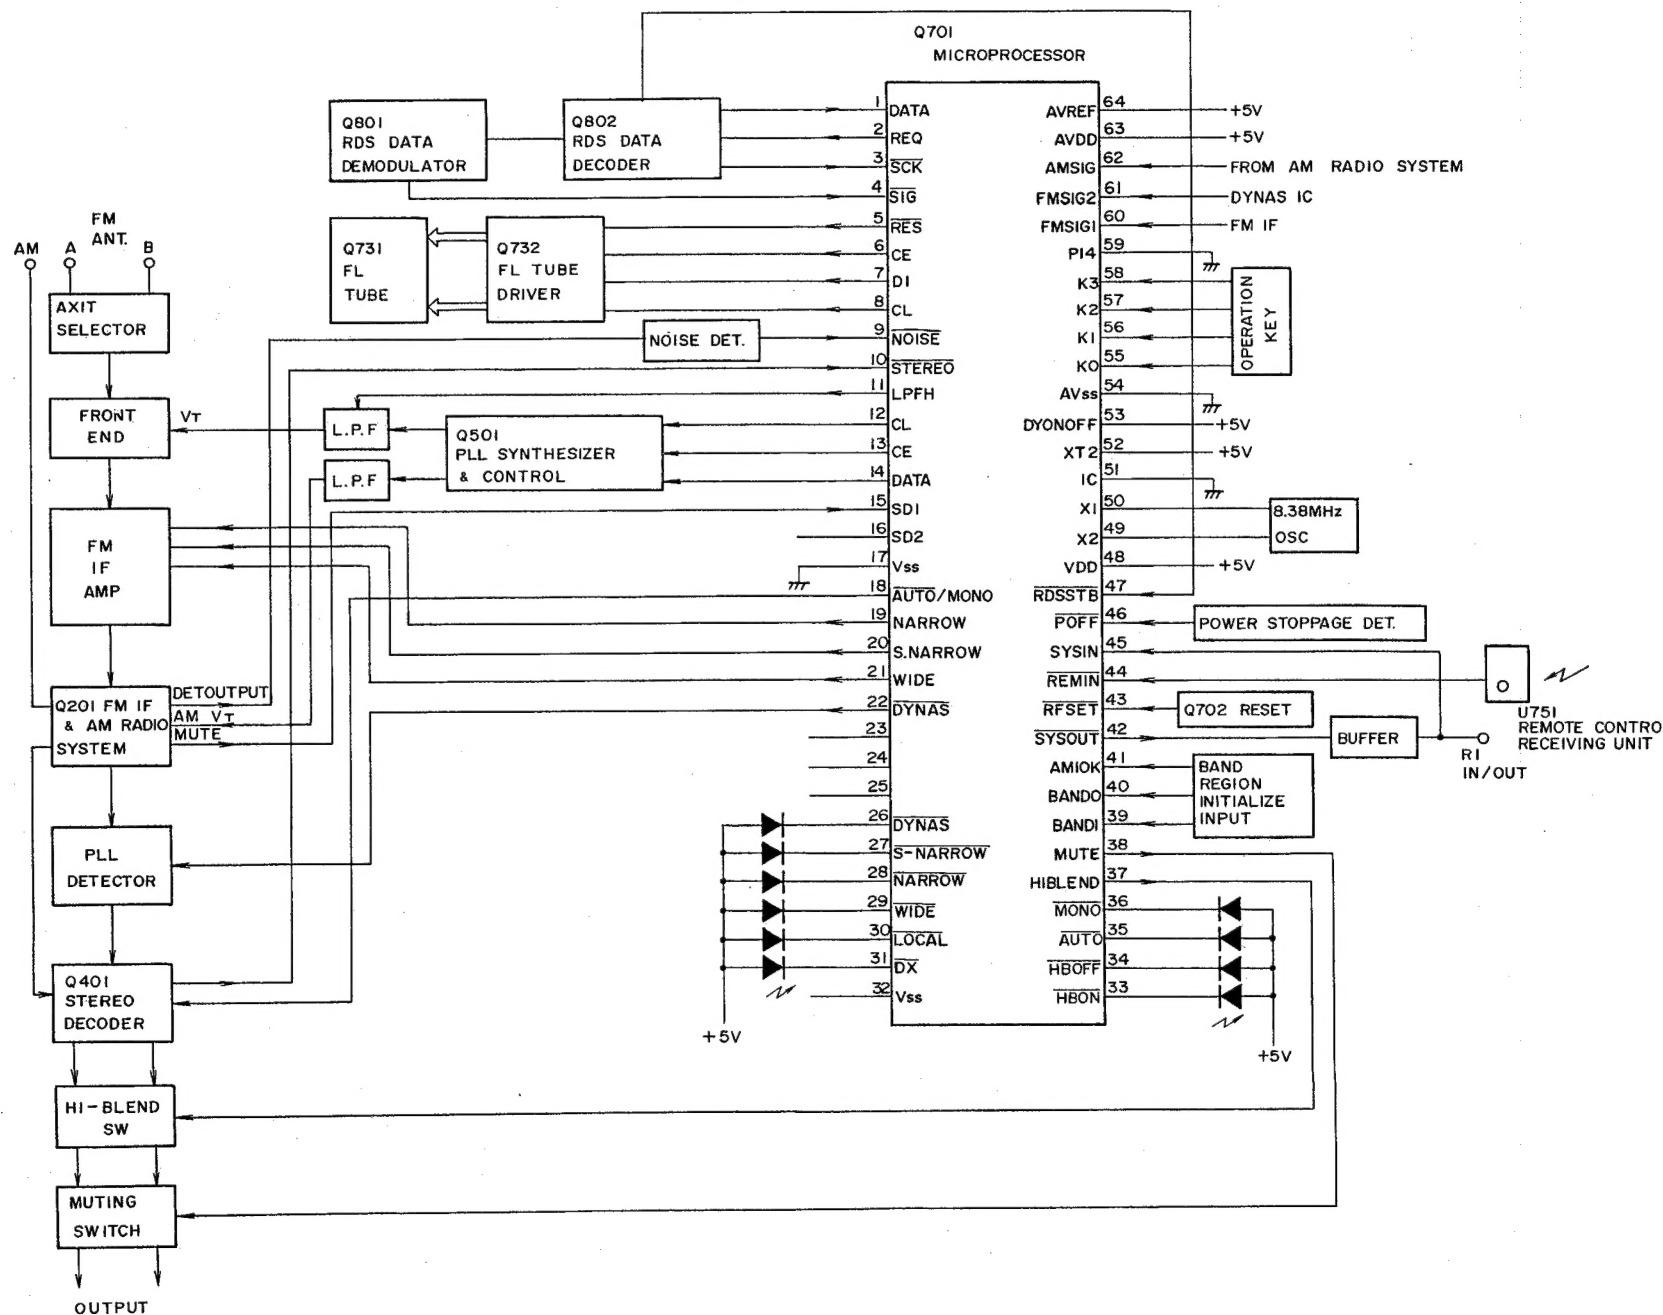 Q701
MICROPROCESSOR
Q801
RDS DATA
DEMODULATOR
Q802
RDS DATA
DECODER
Q731
FL
TUBE
Q732
FL TUBE
DRIVER
NOISE DET.
FM
ANT.
AM
A
B
AXIT
SELECTOR
FRONT
END
VT
L.P.F
L.P.F
Q501
PLL SYNTHESIZER
& CONTROL
FM
IF
AMP
Q201 FM IF
& AM RADIO
SYSTEM
DETOUTPUT
AM VT
MUTE
PLL
DETECTOR
Q401
STEREO
DECODER
HI-BLEND
SW
MUTING
SWITCH
OUTPUT
1 DATA
2 REQ
3 SCK
4 SIG
5 RES
6 CE
7 DI
8 CL
9 NOISE
10 STEREO
11 LPFH
12 CL
13 CE
14 DATA
15 SD1
16 SD2
17 Vss
18 AUTO/MONO
19 NARROW
20 S.NARROW
21 WIDE
22 DYNAS
23
24
25
26 DYNAS
27 S-NARROW
28 NARROW
29 WIDE
30 LOCAL
31 DX
32 Vss
+5V
AVREF 64 +5V
AVDD 63 +5V
AMSIG 62 FROM AM RADIO SYSTEM
FMSIG2 61 DYNAS IC
FMSIG1 60 FM IF
PI4 59
K3 58
K2 57
K1 56
K0 55
OPERATION
KEY
AVss 54
DYONOFF 53 +5V
XT2 52 +5V
IC 51
X1 50
X2 49
8.38MHz
OSC
VDD 48 +5V
RDSSTB 47
POFF 46 POWER STOPPAGE DET.
SYSIN 45
REMIN 44
RFSET 43 Q702 RESET
SYSOUT 42 BUFFER
U751
REMOTE CONTRO
RECEIVING UNIT
RI
IN/OUT
AMIOK 41
BANDO 40
BANDI 39
BAND
REGION
INITIALIZE
INPUT
MUTE 38
HIBLEND 37
MONO 36
AUTO 35
HBOFF 34
HBON 33
+5V